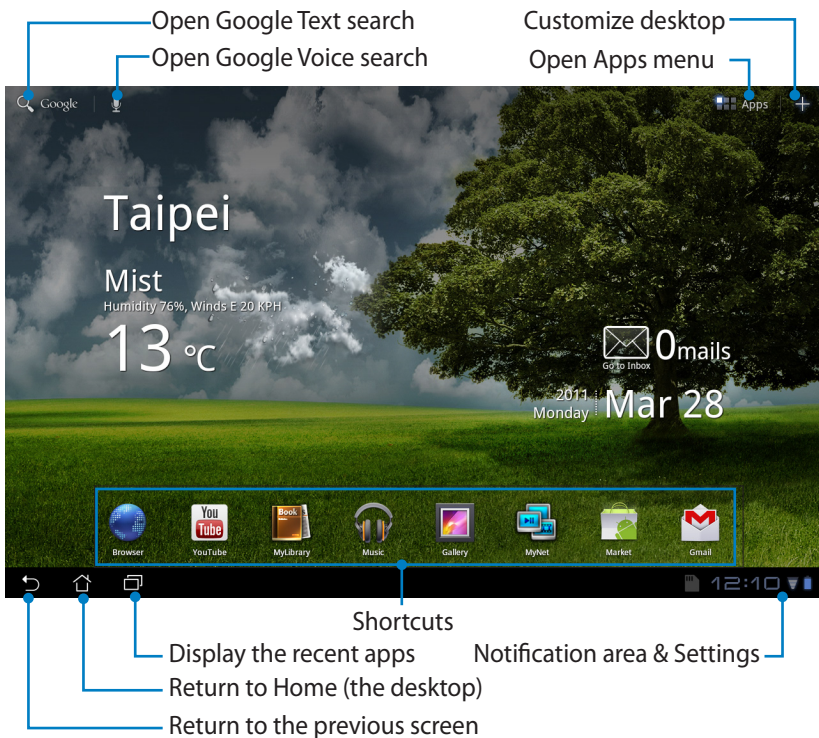 Open Google Text search
Customize desktop
Open Google Voice search
Open Apps menu
Google
Apps
Taipei
Mist
Humidity 76%, Winds E 20 KPH
13 °C
0mails
Go to Inbox
2011
Monday
Mar 28
Book
You
Tube
Browser
YouTube
MyLibrary
Music
Gallery
MyNet
Market
Gmail
12:10
Shortcuts
Display the recent apps
Notification area & Settings
Return to Home (the desktop)
Return to the previous screen